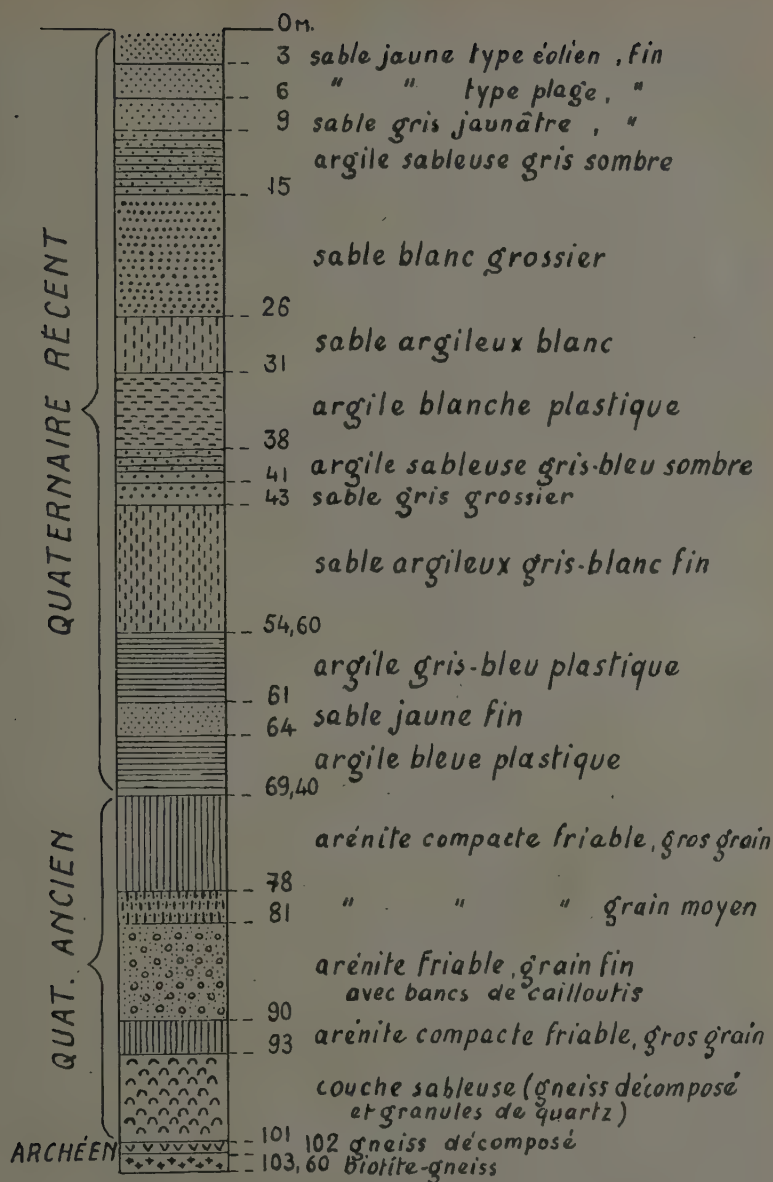 0 m.
3 sable jaune type éolien, fin
6 " " type plage, "
9 sable gris jaunâtre, "
argile sableuse gris sombre
15
sable blanc grossier
26
sable argileux blanc
31
argile blanche plastique
38
argile sableuse gris-bleu sombre
41
43 sable gris grossier
sable argileux gris-blanc fin
54,60
argile gris-bleu plastique
61
sable jaune fin
64
argile bleue plastique
69,40
QUATERNAIRE RÉCENT
arénite compacte friable, gros grain
78
" " " grain moyen
81
arénite friable, grain fin
avec bancs de cailloutis
90
93 arénite compacte friable, gros grain
couche sableuse (gneiss décomposé
et granules de quartz)
QUAT. ANCIEN
101
102 gneiss décomposé
ARCHÉEN
103,60 biotite-gneiss